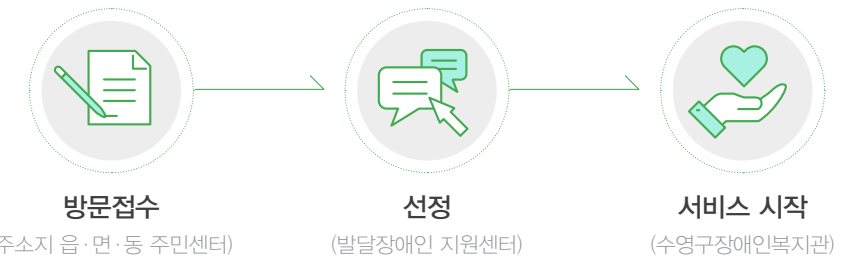 방문접수
선정
서비스 시작
주소지 읍·면·동 주민센터)
(발달장애인 지원센터)
(수영구장애인복지관)